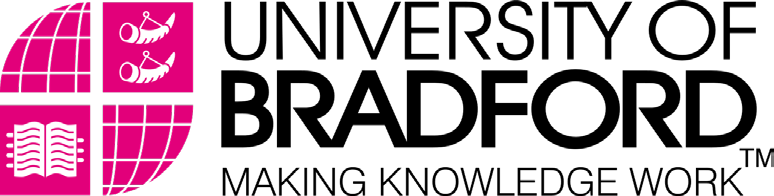 UNIVERSITY OF
BRADFORD
MAKING KNOWLEDGE WORK™